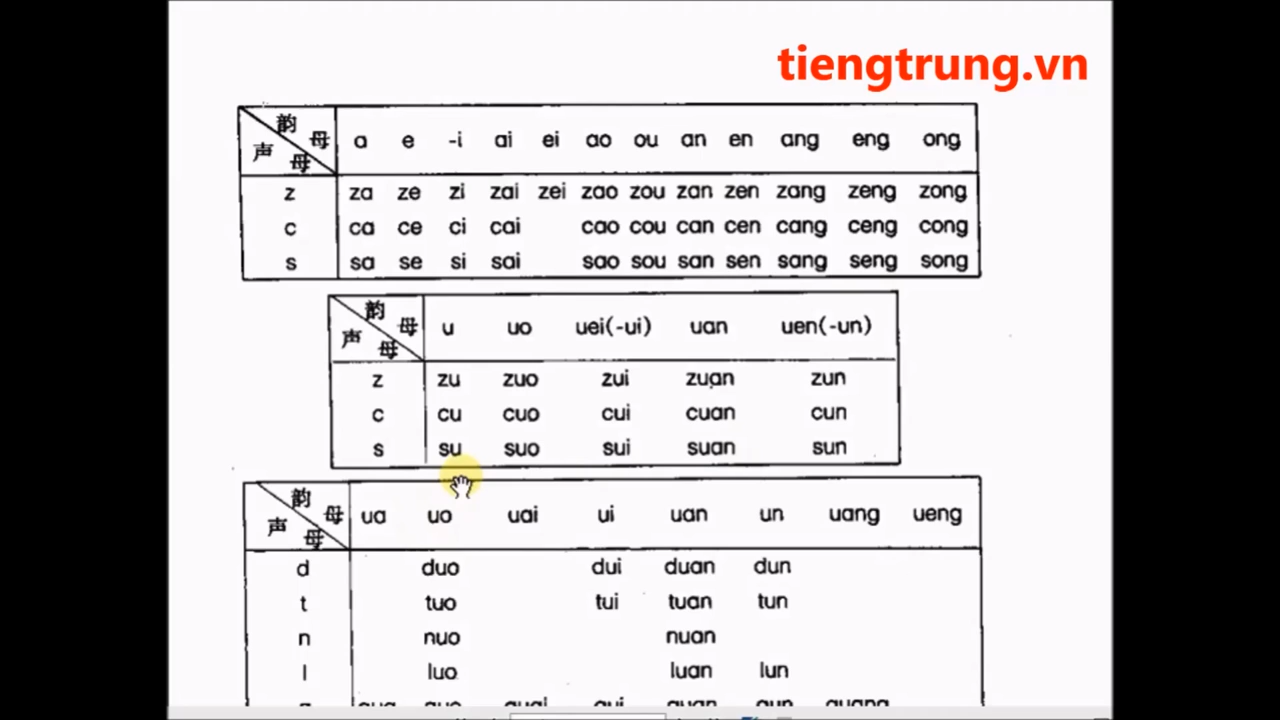 tiengtrung.vn
韵母
声母
a e -i ai ei ao ou an en ang eng ong
z za ze zi zai zei zao zou zan zen zang zeng zong
c ca ce ci cai cao cou can cen cang ceng cong
s sa se si sai sao sou san sen sang seng song
韵母
声母
u uo uei(-ui) uan uen(-un)
z zu zuo zui zuan zun
c cu cuo cui cuan cun
s su suo sui suan sun
韵母
声母
ua uo uai ui uan un uang ueng
d duo dui duan dun
t tuo tui tuan tun
n nuo nuan
l luo luan lun